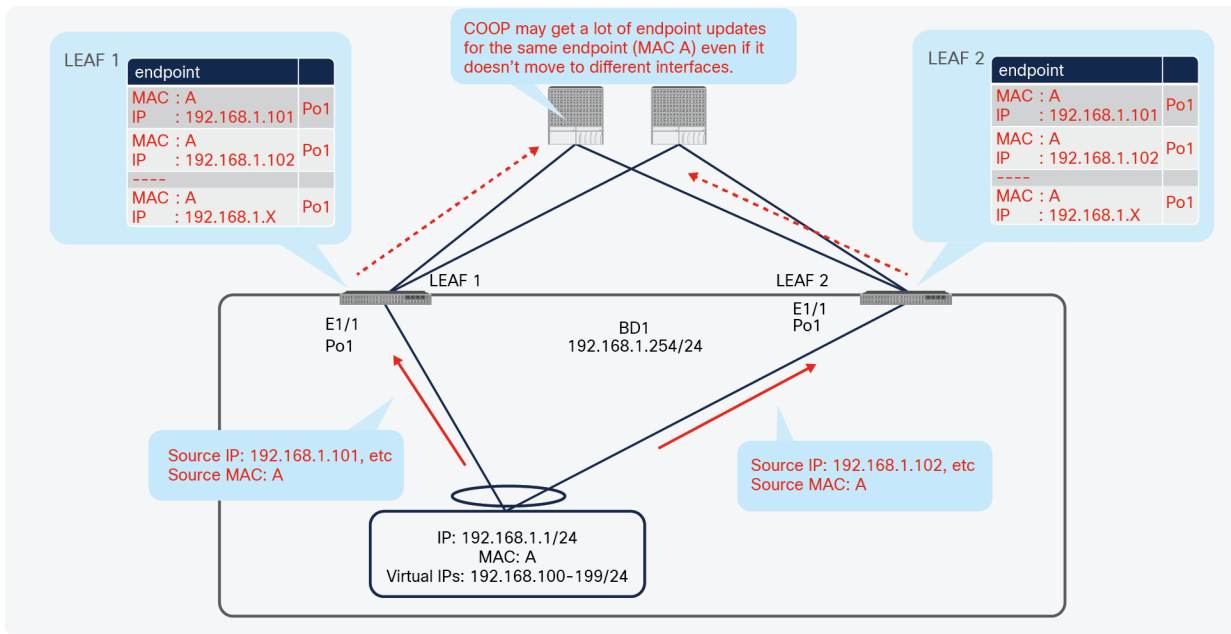 COOP may get a lot of endpoint updates
for the same endpoint (MAC A) even if it
doesn't move to different interfaces.
LEAF 1
endpoint
MAC : A
IP : 192.168.1.101
Po1
MAC : A
IP : 192.168.1.102
Po1
----
MAC : A
IP : 192.168.1.X
Po1
LEAF 2
endpoint
MAC : A
IP : 192.168.1.101
Po1
MAC : A
IP : 192.168.1.102
Po1
----
MAC : A
IP : 192.168.1.X
Po1
LEAF 1
LEAF 2
E1/1
Po1
BD1
192.168.1.254/24
E1/1
Po1
Source IP: 192.168.1.101, etc
Source MAC: A
Source IP: 192.168.1.102, etc
Source MAC: A
IP: 192.168.1.1/24
MAC: A
Virtual IPs: 192.168.100-199/24